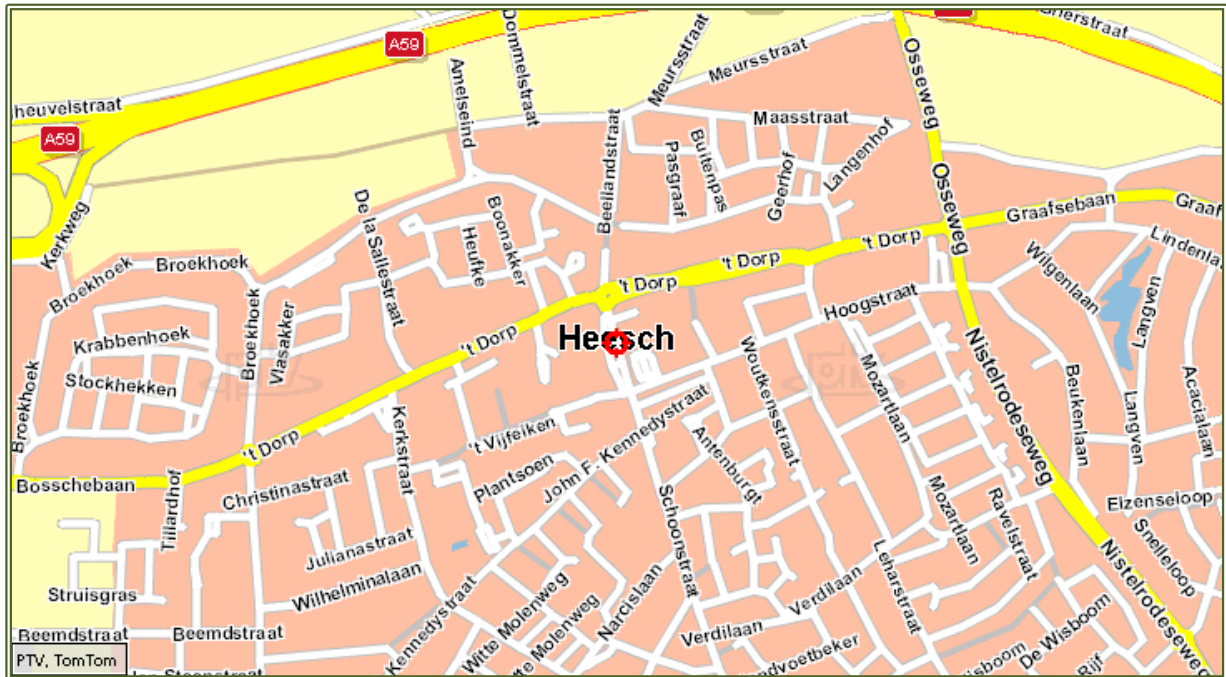 A59
A59
heuvelstraat
Dommelstraat
Amelseind
Meursstraat
Meursstraat
Beellandstraat
Maasstraat
Pasgraaf
Buitenpas
Geerhof
Langenhof
Osseweg
Osseweg
Graafsebaan
Graaf
Kerkweg
Broekhoek
Broekhoek
Broekhoek
Broekhoek
De la Sallestraat
Heufke
Boonakker
't Dorp
't Dorp
't Dorp
't Dorp
't Dorp
Heesch
Hoogstraat
Wilgenlaan
Langven
Langven
Krabbenhoek
Stockhekken
Vlasakker
Kerkstraat
't Vijfeiken
Plantsoen
John F. Kennedystraat
Antenburgt
Woutkensstraat
Mozartlaan
Mozartlaan
Nistelrodeseweg
Nistelrodeseweg
Beukenlaan
Acacialaan
Bosschebaan
Tillardhof
Christinastraat
Julianastraat
Wilhelminalaan
Schoonstraat
Ravelstraat
Eizenseloop
Snelleloop
Struisgras
Beemdstraat
Beemdstraat
Kennedystraat
Witte Molenweg
Molenweg
Narcislaan
Verdilaan
Verdilaan
Leharstraat
De Wisboom
Rijf
PTV, TomTom